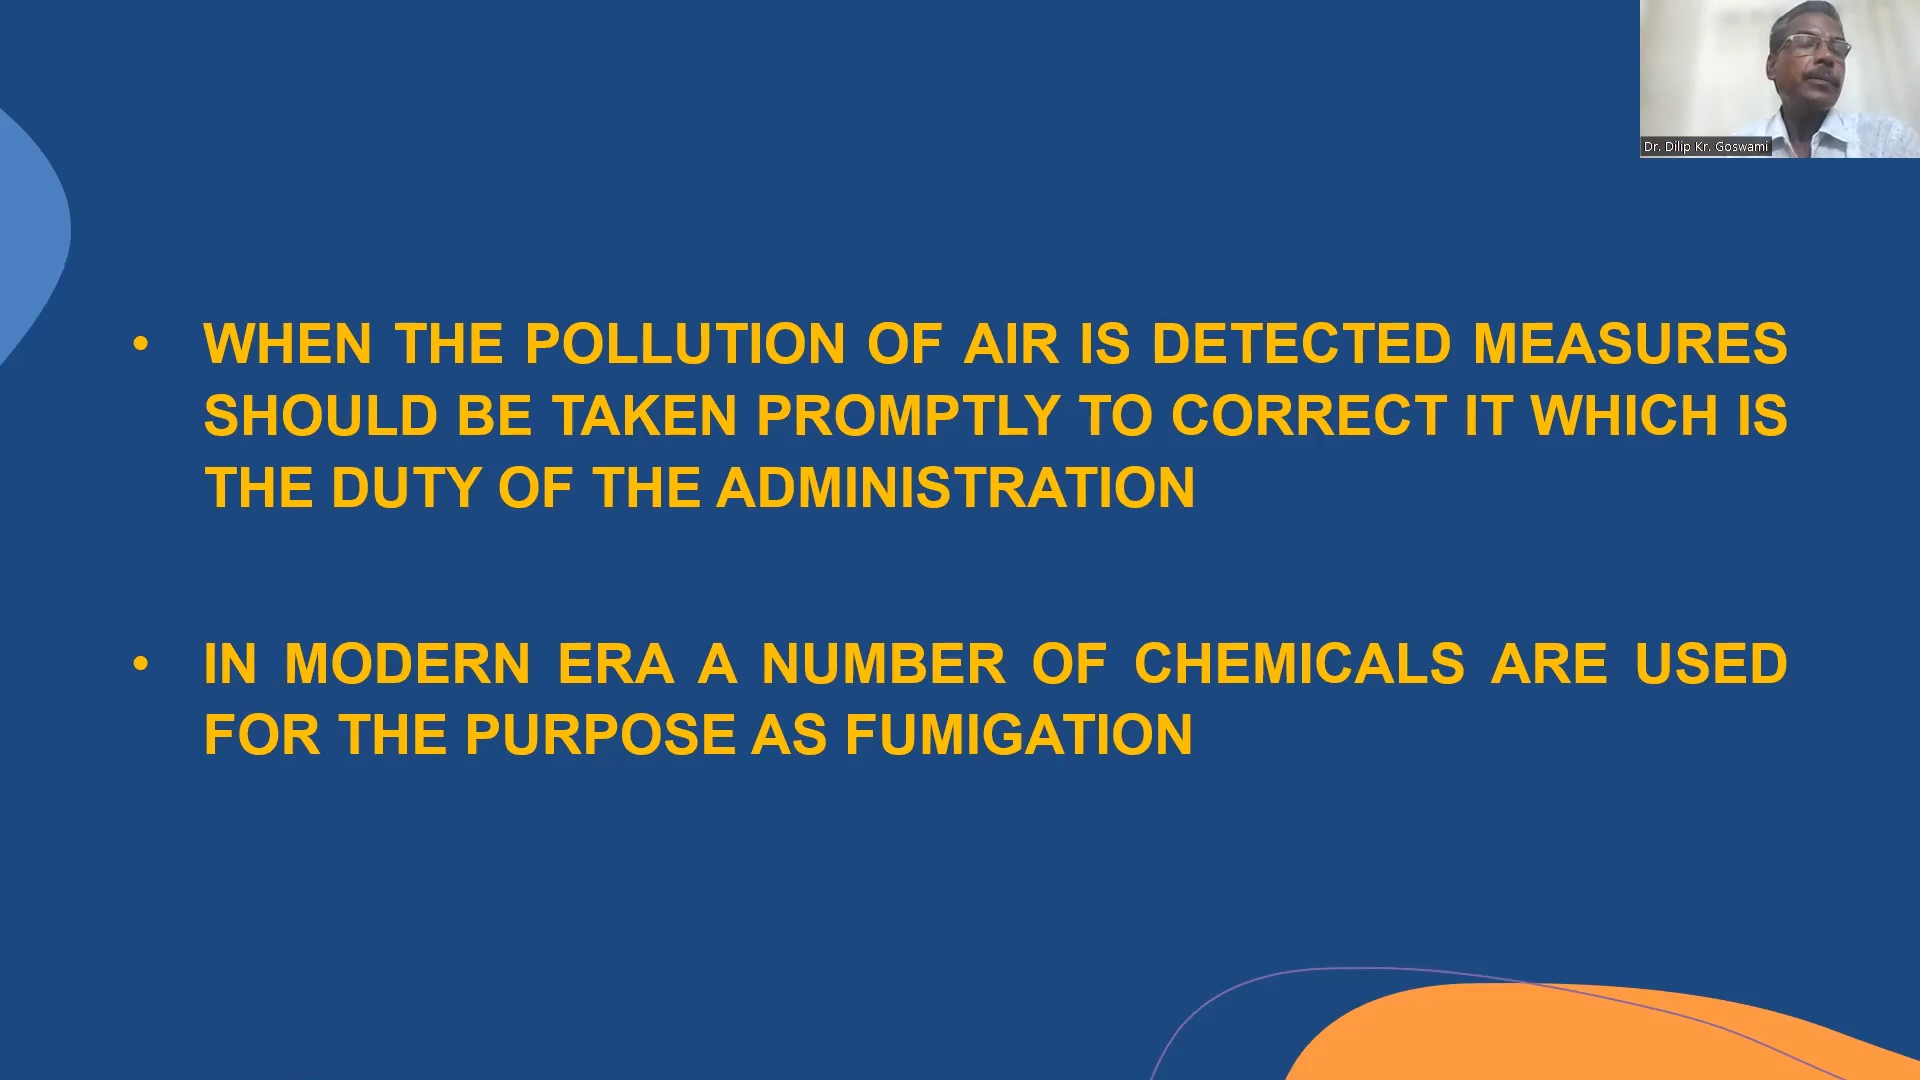 Dr. Dilip Kr. Goswami
• WHEN THE POLLUTION OF AIR IS DETECTED MEASURES
SHOULD BE TAKEN PROMPTLY TO CORRECT IT WHICH IS
THE DUTY OF THE ADMINISTRATION
• IN MODERN ERA A NUMBER OF CHEMICALS ARE USED
FOR THE PURPOSE AS FUMIGATION